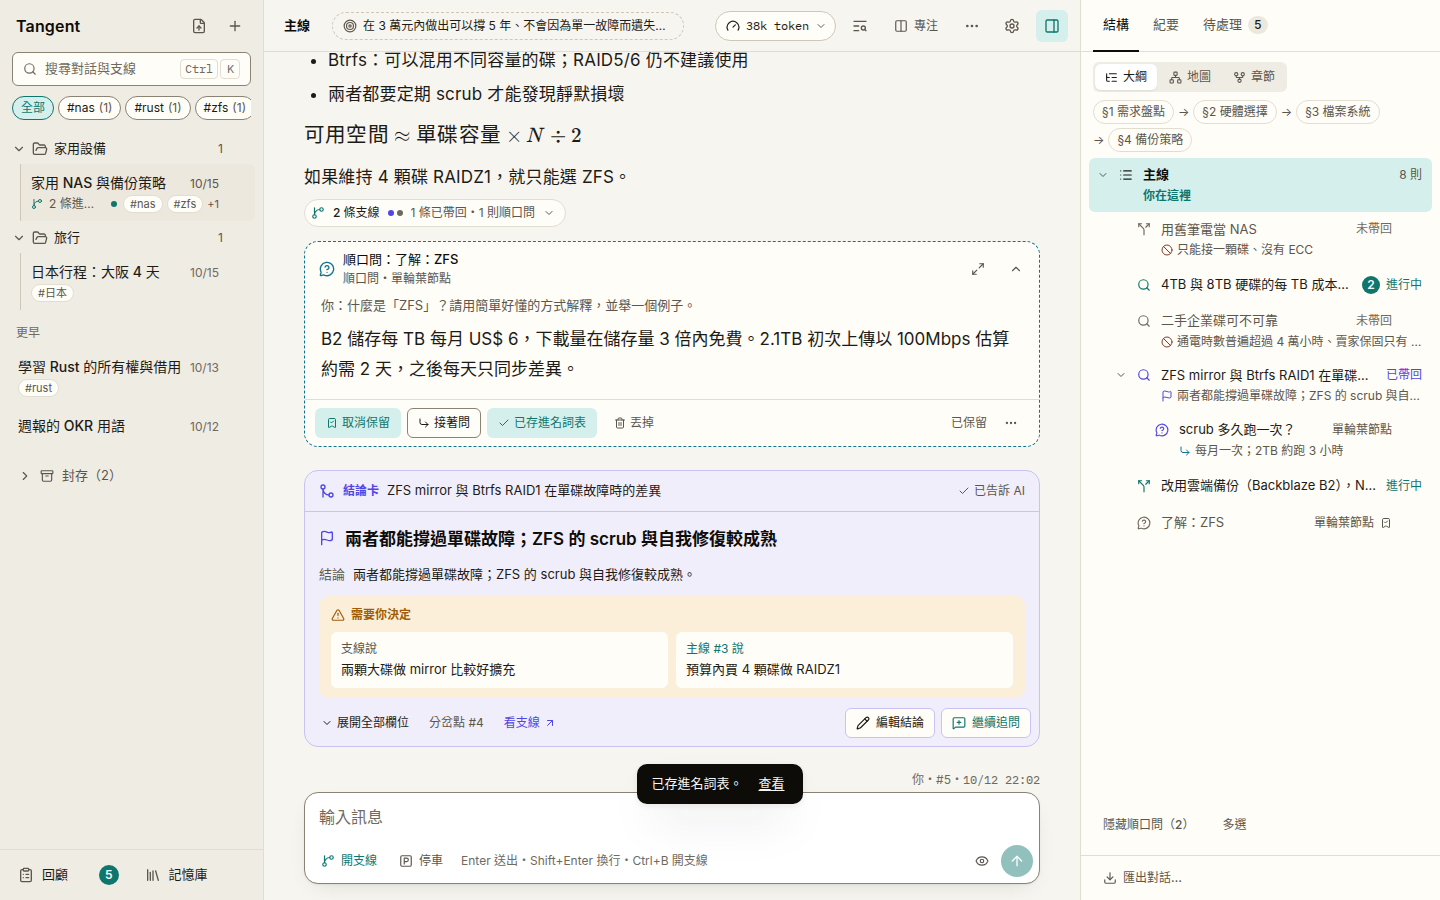 Tangent
搜尋對話與支線
Ctrl K
全部 #nas (1) #rust (1) #zfs (1)
家用設備 1
家用 NAS 與備份策略 10/15
2 條進… #nas #zfs +1
旅行 1
日本行程：大阪 4 天 10/15
#日本
更早
學習 Rust 的所有權與借用 10/13
#rust
週報的 OKR 用語 10/12
封存（2）
回顧 5 記憶庫
主線 在 3 萬元內做出可以撐 5 年、不會因為單一故障而遺失… 38k token 專注
Btrfs：可以混用不同容量的碟；RAID5/6 仍不建議使用
兩者都要定期 scrub 才能發現靜默損壞
可用空間 ≈ 單碟容量 × N ÷ 2
如果維持 4 顆碟 RAIDZ1，就只能選 ZFS。
2 條支線 1 條已帶回・1 則順口問
順口問：了解：ZFS
順口問・單輪葉節點
你：什麼是「ZFS」？請用簡單好懂的方式解釋，並舉一個例子。
B2 儲存每 TB 每月 US$ 6，下載量在儲存量 3 倍內免費。2.1TB 初次上傳以 100Mbps 估算
約需 2 天，之後每天只同步差異。
取消保留 接著問 已存進名詞表 丟掉 已保留
結論卡 ZFS mirror 與 Btrfs RAID1 在單碟故障時的差異 已告訴 AI
兩者都能撐過單碟故障；ZFS 的 scrub 與自我修復較成熟
結論 兩者都能撐過單碟故障；ZFS 的 scrub 與自我修復較成熟。
需要你決定
支線說
兩顆大碟做 mirror 比較好擴充
主線 #3 說
預算內買 4 顆碟做 RAIDZ1
展開全部欄位 分岔點 #4 看支線 編輯結論 繼續追問
已存進名詞表。 查看
你・#5・10/12 22:02
輸入訊息
開支線 停車 Enter 送出・Shift+Enter 換行・Ctrl+B 開支線
結構 紀要 待處理 5
大綱 地圖 章節
§1 需求盤點 → §2 硬體選擇 → §3 檔案系統
→ §4 備份策略
主線 8 則
你在這裡
用舊筆電當 NAS 未帶回
只能接一顆碟、沒有 ECC
4TB 與 8TB 硬碟的每 TB 成本… 2 進行中
二手企業碟可不可靠 未帶回
通電時數普遍超過 4 萬小時、賣家保固只有 …
ZFS mirror 與 Btrfs RAID1 在單碟… 已帶回
兩者都能撐過單碟故障；ZFS 的 scrub 與自…
scrub 多久跑一次？ 單輪葉節點
每月一次；2TB 約跑 3 小時
改用雲端備份（Backblaze B2），N… 進行中
了解：ZFS 單輪葉節點
隱藏順口問（2） 多選
匯出對話…